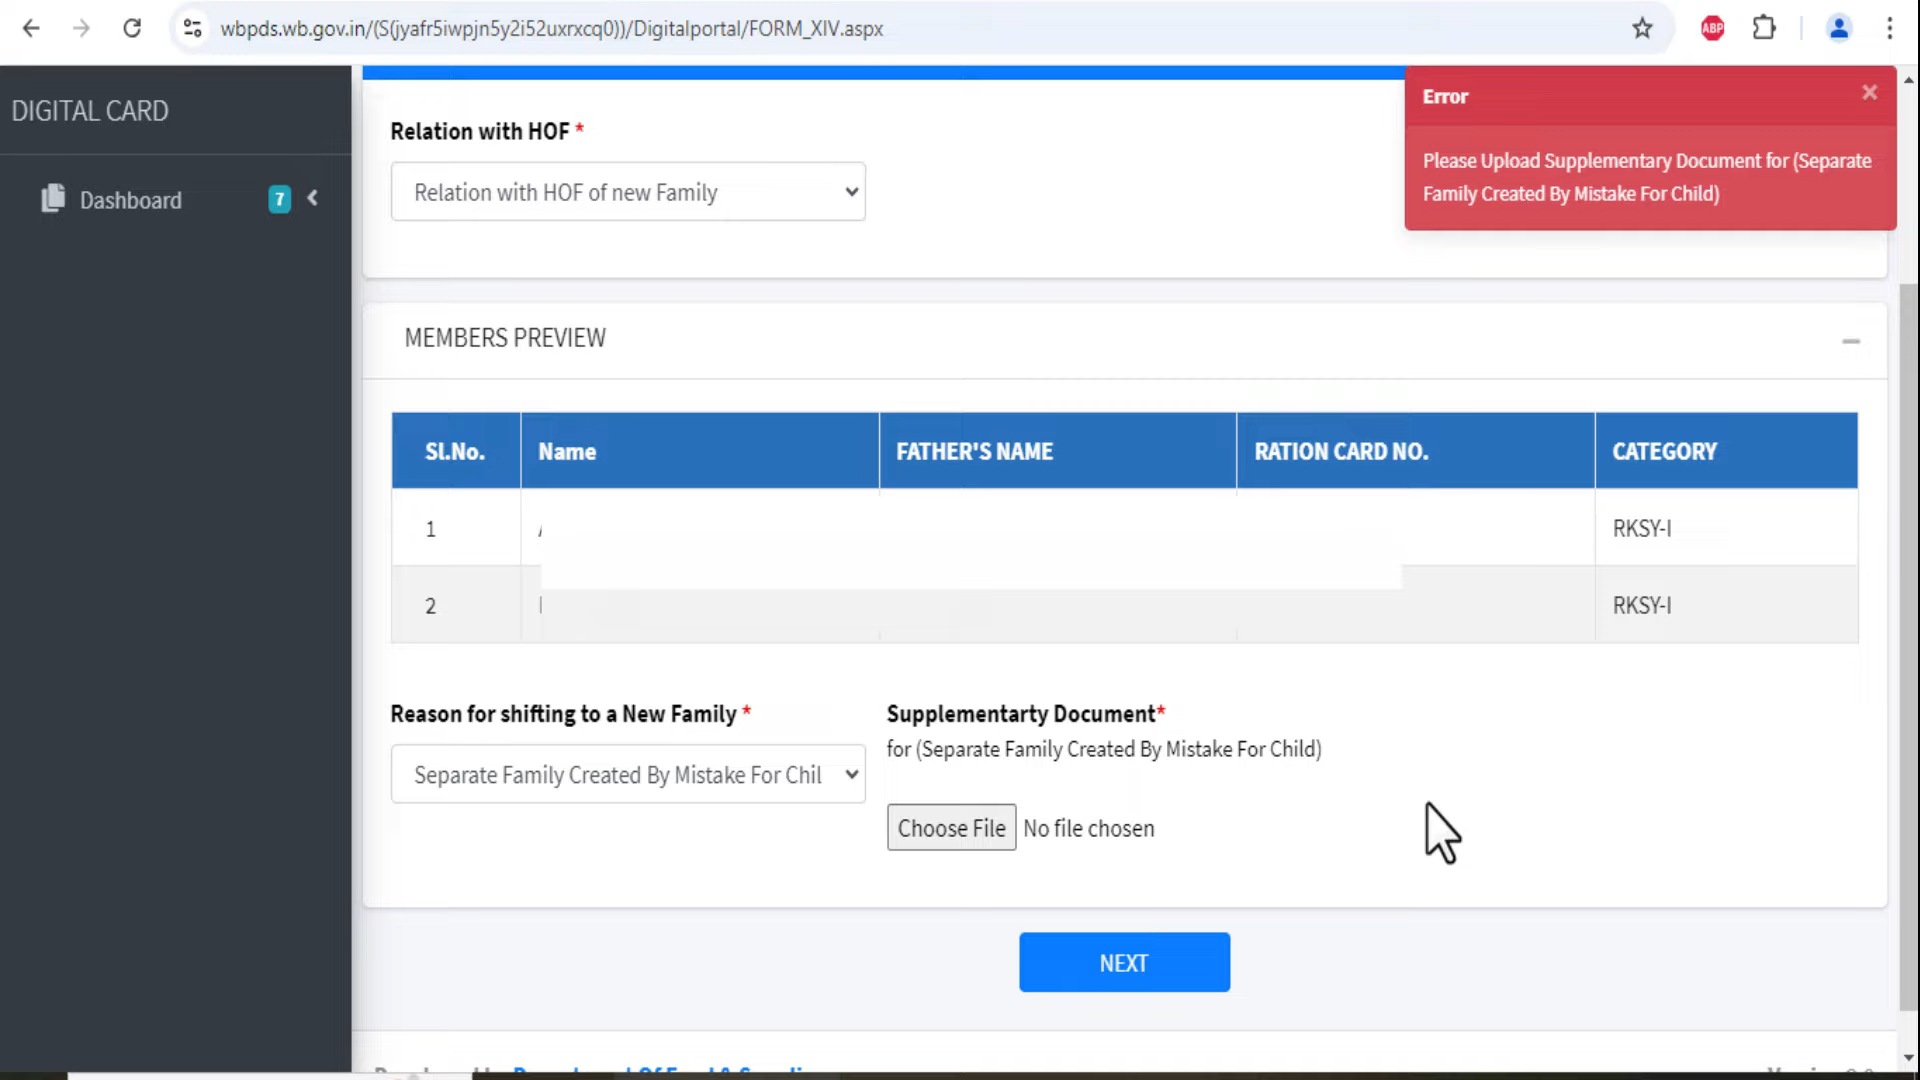 wbpds.wb.gov.in/(S(jyafr5iwpjn5y2i52uxrxcq0))/Digitalportal/FORM_XIV.aspx
ABP
DIGITAL CARD
Dashboard 7
Relation with HOF *
Relation with HOF of new Family
Error
Please Upload Supplementary Document for (Separate
Family Created By Mistake For Child)
MEMBERS PREVIEW
Sl.No. Name FATHER'S NAME RATION CARD NO. CATEGORY
1 RKSY-I
2 RKSY-I
Reason for shifting to a New Family *
Separate Family Created By Mistake For Chil
Supplementarty Document*
for (Separate Family Created By Mistake For Child)
Choose File No file chosen
NEXT